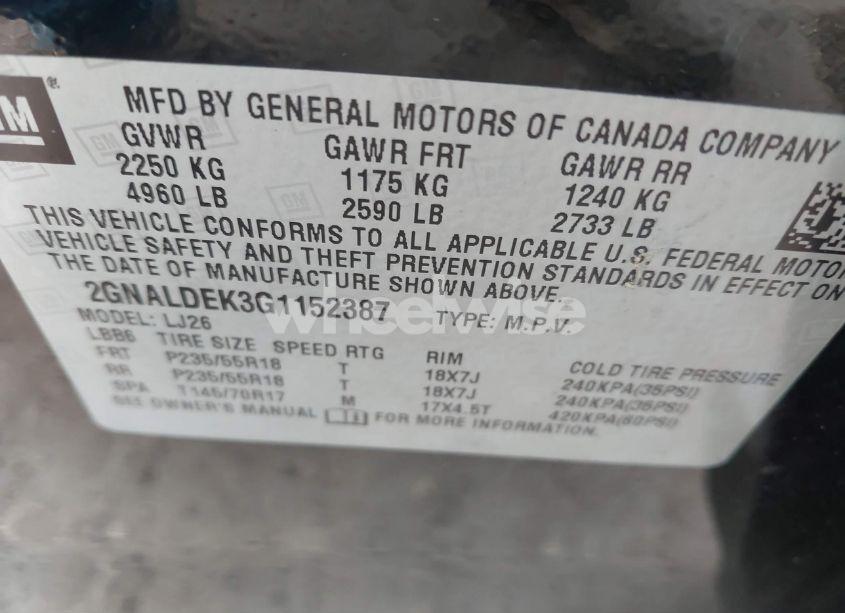 GM
MFD BY GENERAL MOTORS OF CANADA COMPANY
GVWR GAWR FRT GAWR RR
2250 KG 1175 KG 1240 KG
4960 LB 2590 LB 2733 LB
THIS VEHICLE CONFORMS TO ALL APPLICABLE U.S. FEDERAL MOTOR
VEHICLE SAFETY AND THEFT PREVENTION STANDARDS IN EFFECT ON
THE DATE OF MANUFACTURE SHOWN ABOVE.
2GNALDEK3G1152387 TYPE: M.P.V.
wheelwise
MODEL: LJ26
LBB6 TIRE SIZE SPEED RTG RIM COLD TIRE PRESSURE
FRT P235/55R18 T 18X7J 240KPA(35PSI)
RR P235/55R18 T 18X7J 240KPA(35PSI)
SPA T145/70R17 M 17X4.5T 420KPA(60PSI)
SEE OWNER'S MANUAL FOR MORE INFORMATION.